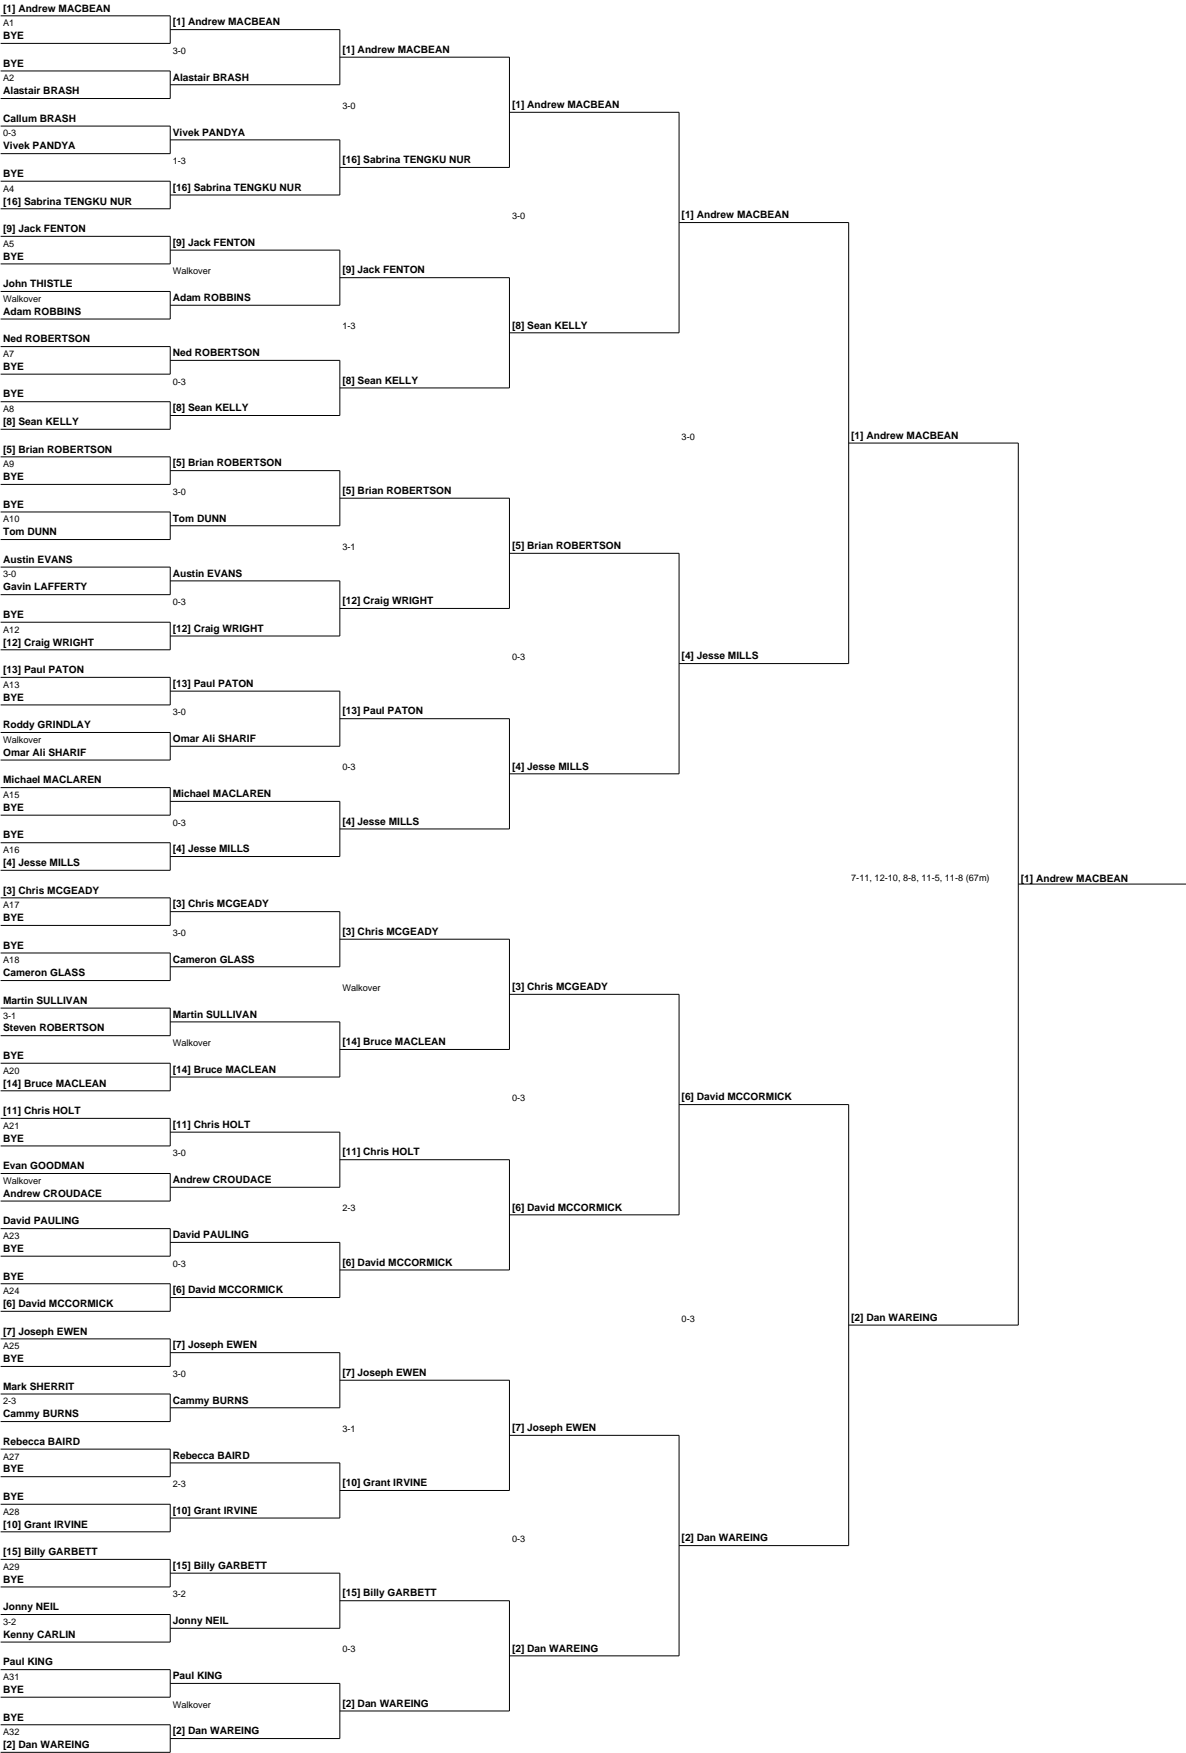 [1] Andrew MACBEAN
A1
BYE
BYE
A2
Alastair BRASH
Callum BRASH
0-3
Vivek PANDYA
BYE
A4
[16] Sabrina TENGKU NUR
[9] Jack FENTON
A5
BYE
John THISTLE
Walkover
Adam ROBBINS
Ned ROBERTSON
A7
BYE
BYE
A8
[8] Sean KELLY
[5] Brian ROBERTSON
A9
BYE
BYE
A10
Tom DUNN
Austin EVANS
3-0
Gavin LAFFERTY
BYE
A12
[12] Craig WRIGHT
[13] Paul PATON
A13
BYE
Roddy GRINDLAY
Walkover
Omar Ali SHARIF
Michael MACLAREN
A15
BYE
BYE
A16
[4] Jesse MILLS
[3] Chris MCGEADY
A17
BYE
BYE
A18
Cameron GLASS
Martin SULLIVAN
3-1
Steven ROBERTSON
BYE
A20
[14] Bruce MACLEAN
[11] Chris HOLT
A21
BYE
Evan GOODMAN
Walkover
Andrew CROUDACE
David PAULING
A23
BYE
BYE
A24
[6] David MCCORMICK
[7] Joseph EWEN
A25
BYE
Mark SHERRIT
2-3
Cammy BURNS
Rebecca BAIRD
A27
BYE
BYE
A28
[10] Grant IRVINE
[15] Billy GARBETT
A29
BYE
Jonny NEIL
3-2
Kenny CARLIN
Paul KING
A31
BYE
BYE
A32
[2] Dan WAREING
[1] Andrew MACBEAN
3-0
Alastair BRASH
Vivek PANDYA
1-3
[16] Sabrina TENGKU NUR
[9] Jack FENTON
Walkover
Adam ROBBINS
Ned ROBERTSON
0-3
[8] Sean KELLY
[5] Brian ROBERTSON
3-0
Tom DUNN
Austin EVANS
0-3
[12] Craig WRIGHT
[13] Paul PATON
3-0
Omar Ali SHARIF
Michael MACLAREN
0-3
[4] Jesse MILLS
[3] Chris MCGEADY
3-0
Cameron GLASS
Martin SULLIVAN
Walkover
[14] Bruce MACLEAN
[11] Chris HOLT
3-0
Andrew CROUDACE
David PAULING
0-3
[6] David MCCORMICK
[7] Joseph EWEN
3-0
Cammy BURNS
Rebecca BAIRD
2-3
[10] Grant IRVINE
[15] Billy GARBETT
3-2
Jonny NEIL
Paul KING
Walkover
[2] Dan WAREING
[1] Andrew MACBEAN
3-0
[16] Sabrina TENGKU NUR
[9] Jack FENTON
1-3
[8] Sean KELLY
[5] Brian ROBERTSON
3-1
[12] Craig WRIGHT
[13] Paul PATON
0-3
[4] Jesse MILLS
[3] Chris MCGEADY
Walkover
[14] Bruce MACLEAN
[11] Chris HOLT
2-3
[6] David MCCORMICK
[7] Joseph EWEN
3-1
[10] Grant IRVINE
[15] Billy GARBETT
0-3
[2] Dan WAREING
[1] Andrew MACBEAN
3-0
[8] Sean KELLY
[5] Brian ROBERTSON
0-3
[4] Jesse MILLS
[3] Chris MCGEADY
0-3
[6] David MCCORMICK
[7] Joseph EWEN
0-3
[2] Dan WAREING
[1] Andrew MACBEAN
3-0
[4] Jesse MILLS
[6] David MCCORMICK
0-3
[2] Dan WAREING
[1] Andrew MACBEAN
7-11, 12-10, 8-8, 11-5, 11-8 (67m)
[2] Dan WAREING
[1] Andrew MACBEAN